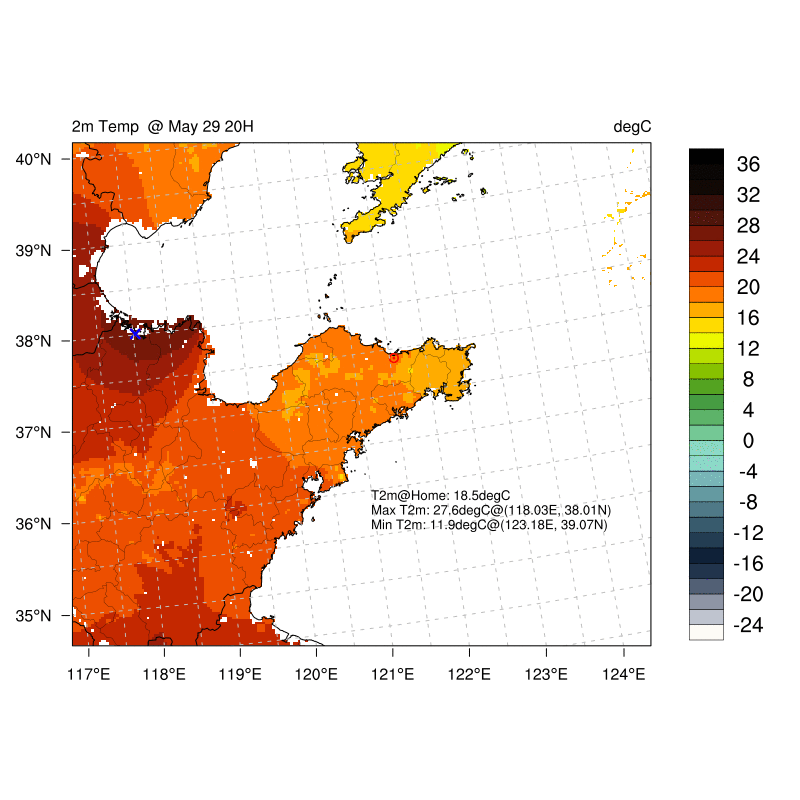 2m Temp @ May 29 20H
degC
40°N
39°N
38°N
37°N
36°N
35°N
117°E
118°E
119°E
120°E
121°E
122°E
123°E
124°E
T2m@Home: 18.5degC
Max T2m: 27.6degC@(118.03E, 38.01N)
Min T2m: 11.9degC@(123.18E, 39.07N)
36
32
28
24
20
16
12
8
4
0
-4
-8
-12
-16
-20
-24